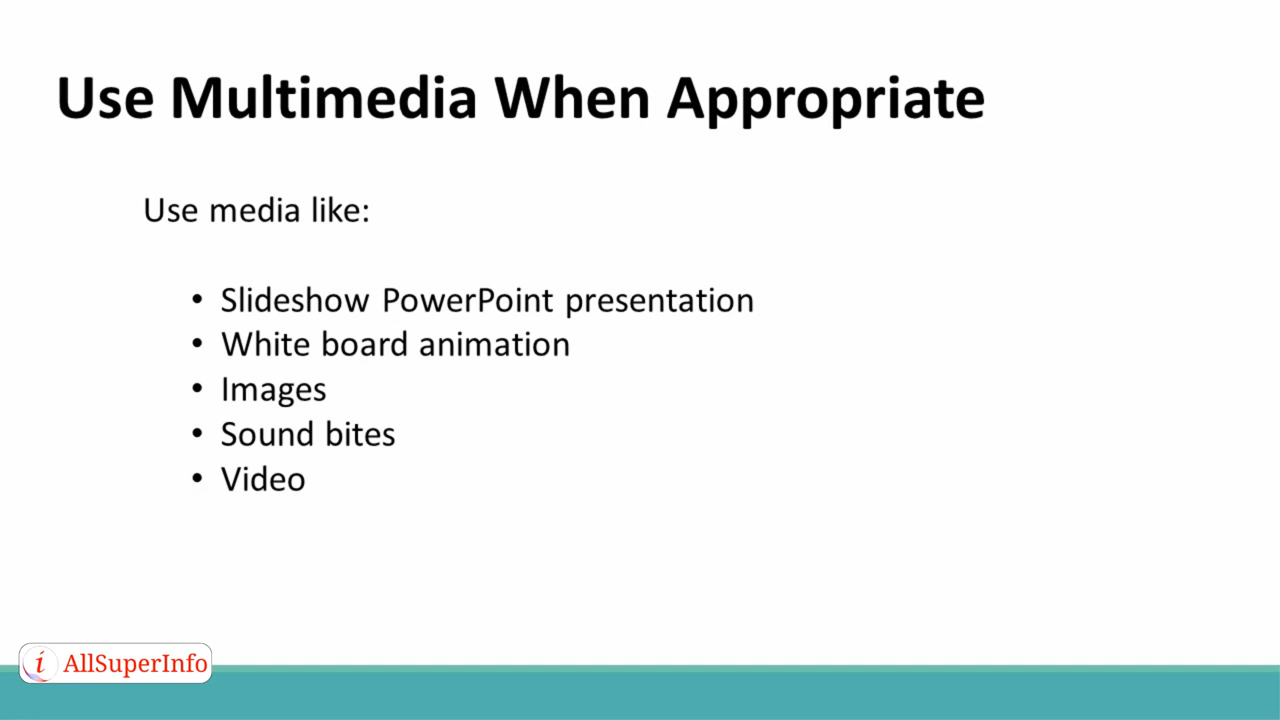 Use Multimedia When Appropriate
Use media like:
• Slideshow PowerPoint presentation
• White board animation
• Images
• Sound bites
• Video
i AllSuperInfo